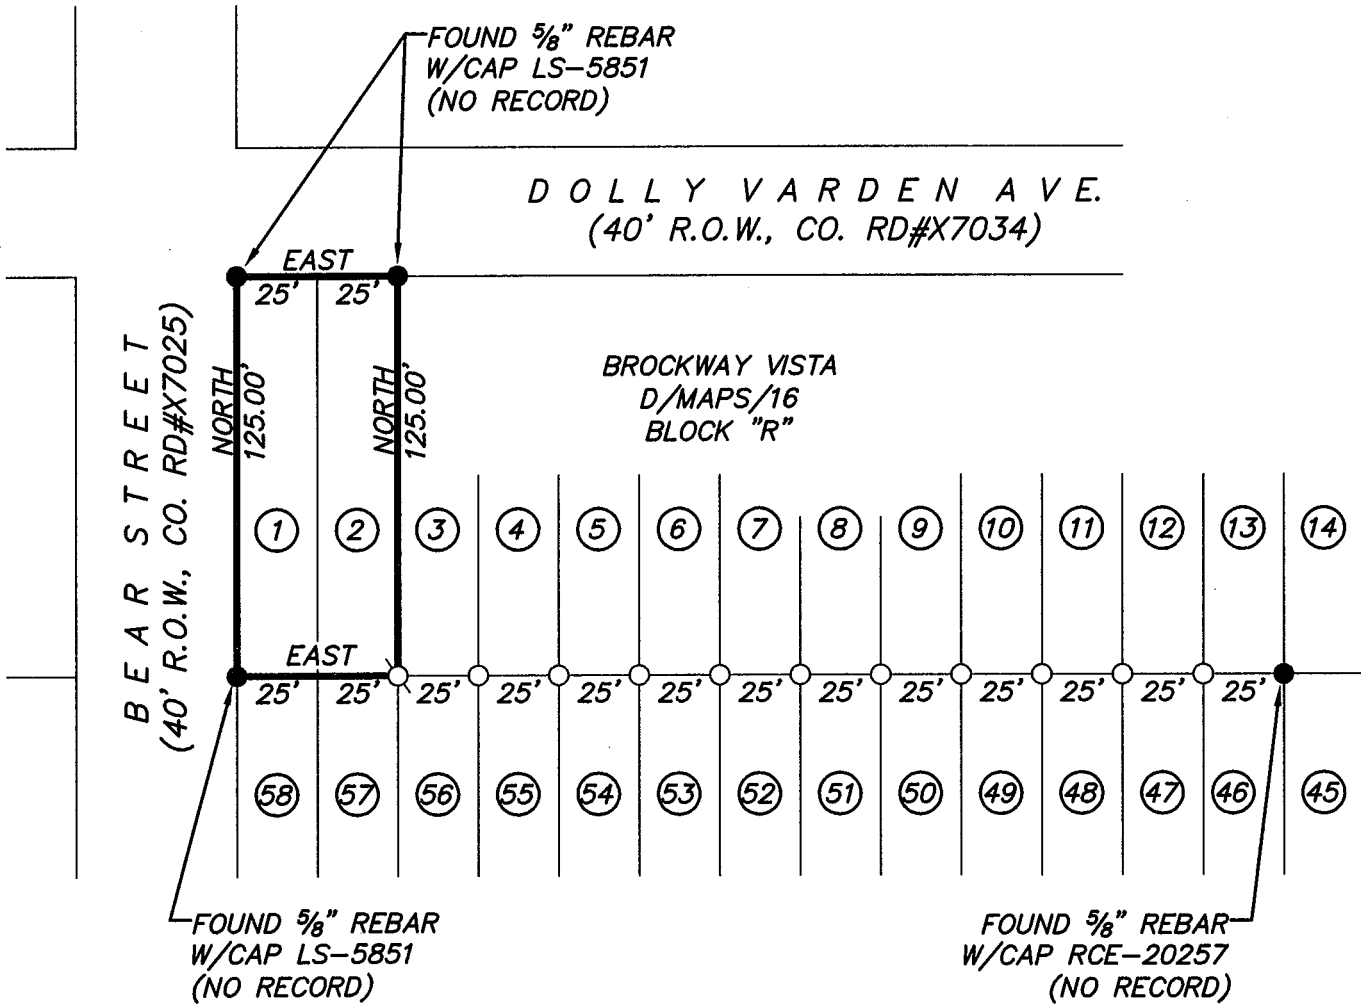 FOUND 5/8" REBAR
W/CAP LS-5851
(NO RECORD)
DOLLY VARDEN AVE.
(40' R.O.W., CO. RD#X7034)
EAST
25' 25'
BEAR STREET
(40' R.O.W., CO. RD#X7025)
NORTH
125.00'
NORTH
125.00'
BROCKWAY VISTA
D/MAPS/16
BLOCK "R"
1 2 3 4 5 6 7 8 9 10 11 12 13 14
EAST
25' 25' 25' 25' 25' 25' 25' 25' 25' 25' 25' 25' 25'
58 57 56 55 54 53 52 51 50 49 48 47 46 45
FOUND 5/8" REBAR
W/CAP LS-5851
(NO RECORD)
FOUND 5/8" REBAR
W/CAP RCE-20257
(NO RECORD)